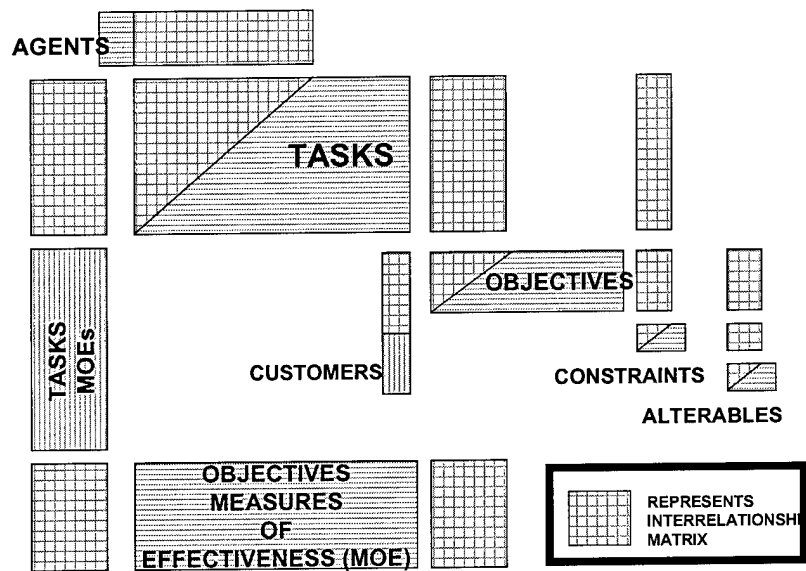 AGENTS
TASKS
OBJECTIVES
TASKS
MOEs
CUSTOMERS
CONSTRAINTS
ALTERABLES
OBJECTIVES
MEASURES
OF
EFFECTIVENESS (MOE)
REPRESENTS
INTERRELATIONSHI
MATRIX